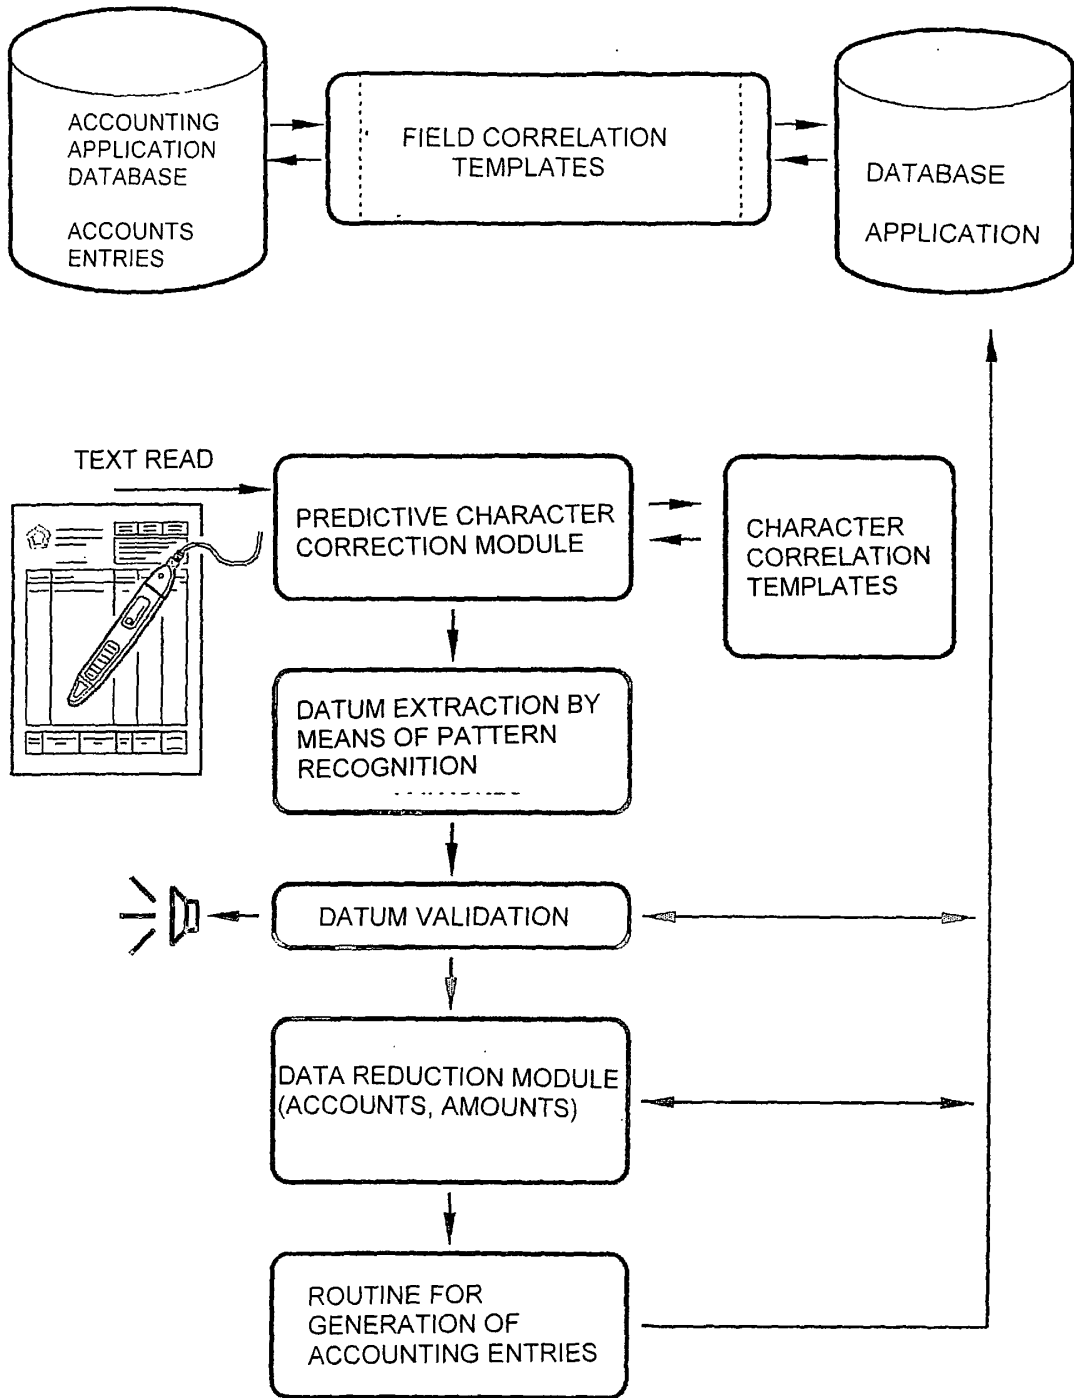 ACCOUNTING
APPLICATION
DATABASE
ACCOUNTS
ENTRIES
FIELD CORRELATION
TEMPLATES
DATABASE
APPLICATION
TEXT READ
PREDICTIVE CHARACTER
CORRECTION MODULE
CHARACTER
CORRELATION
TEMPLATES
DATUM EXTRACTION BY
MEANS OF PATTERN
RECOGNITION
DATUM VALIDATION
DATA REDUCTION MODULE
(ACCOUNTS, AMOUNTS)
ROUTINE FOR
GENERATION OF
ACCOUNTING ENTRIES